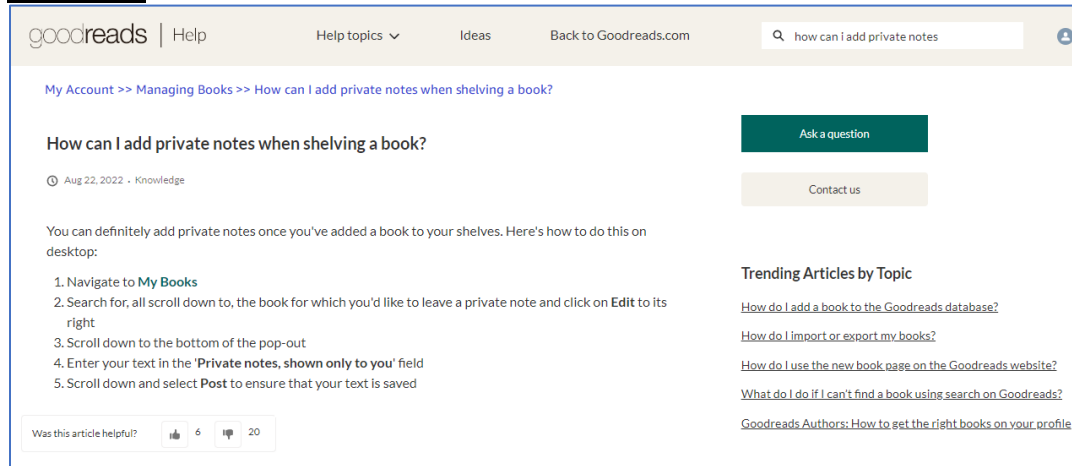 goodreads | Help
Help topics
Ideas
Back to Goodreads.com
how can i add private notes
My Account >> Managing Books >> How can I add private notes when shelving a book?
How can I add private notes when shelving a book?
Aug 22, 2022 • Knowledge
You can definitely add private notes once you've added a book to your shelves. Here's how to do this on
desktop:
1. Navigate to My Books
2. Search for, all scroll down to, the book for which you'd like to leave a private note and click on Edit to its
right
3. Scroll down to the bottom of the pop-out
4. Enter your text in the 'Private notes, shown only to you' field
5. Scroll down and select Post to ensure that your text is saved
Was this article helpful?
6
20
Ask a question
Contact us
Trending Articles by Topic
How do I add a book to the Goodreads database?
How do I import or export my books?
How do I use the new book page on the Goodreads website?
What do I do if I can't find a book using search on Goodreads?
Goodreads Authors: How to get the right books on your profile